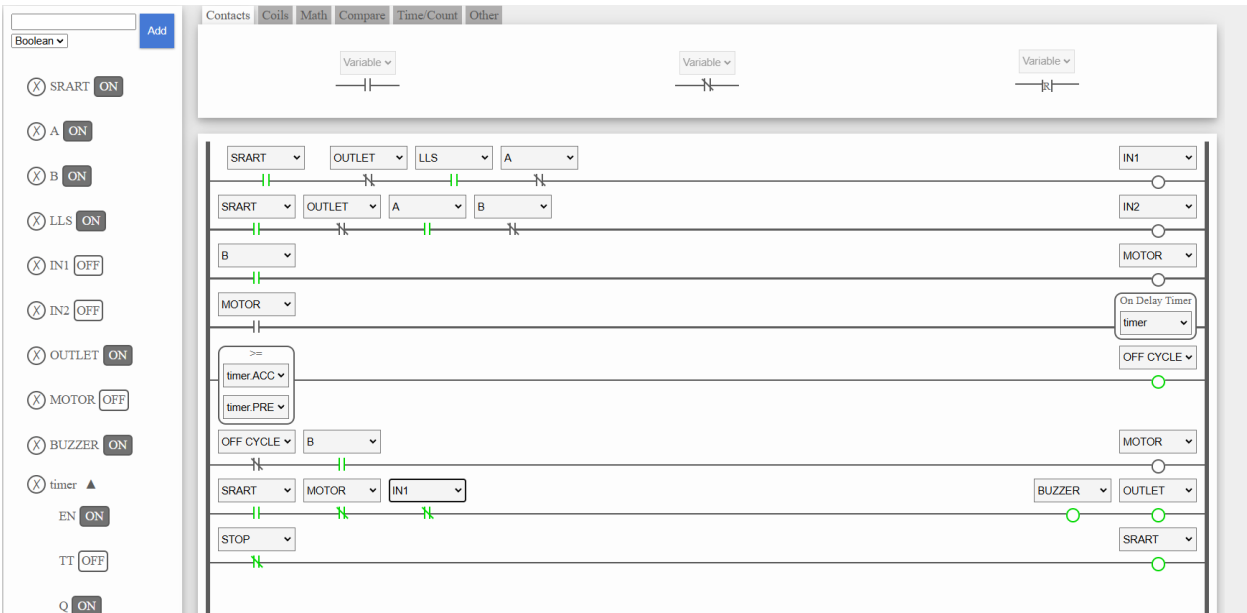 Contacts Coils Math Compare Time/Count Other
Add
Boolean
Variable Variable Variable
R
X SRART ON
X A ON
X B ON
X LLS ON
X IN1 OFF
X IN2 OFF
X OUTLET ON
X MOTOR OFF
X BUZZER ON
X timer ▲
EN ON
TT OFF
Q ON
SRART OUTLET LLS A IN1
SRART OUTLET A B IN2
B MOTOR
MOTOR On Delay Timer
timer
>= OFF CYCLE
timer.ACC
timer.PRE
OFF CYCLE B MOTOR
SRART MOTOR IN1 BUZZER OUTLET
STOP SRART